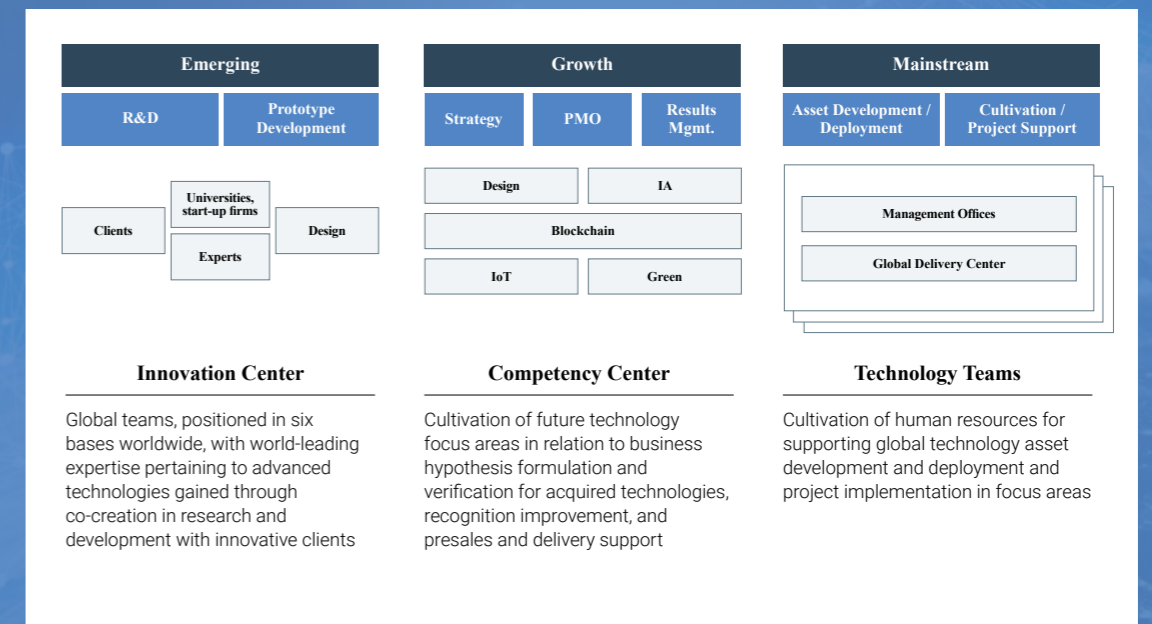 Emerging
R&D
Prototype
Development
Clients
Universities,
start-up firms
Experts
Design
Innovation Center
Global teams, positioned in six
bases worldwide, with world-leading
expertise pertaining to advanced
technologies gained through
co-creation in research and
development with innovative clients
Growth
Strategy
PMO
Results
Mgmt.
Design
IA
Blockchain
IoT
Green
Competency Center
Cultivation of future technology
focus areas in relation to business
hypothesis formulation and
verification for acquired technologies,
recognition improvement, and
presales and delivery support
Mainstream
Asset Development /
Deployment
Cultivation /
Project Support
Management Offices
Global Delivery Center
Technology Teams
Cultivation of human resources for
supporting global technology asset
development and deployment and
project implementation in focus areas